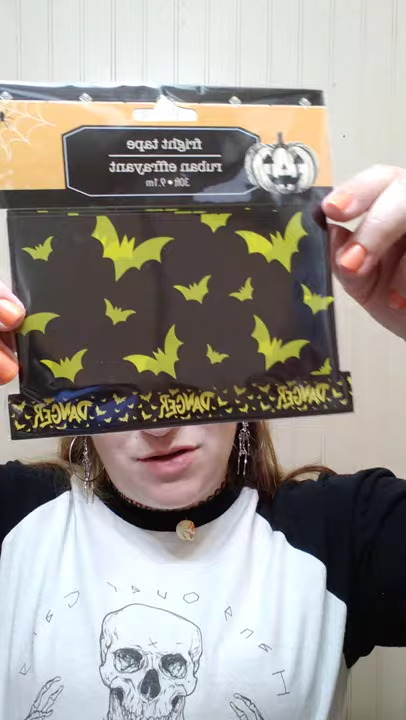 fright tape
ruban effrayant
30ft • 9.1m
DANGER DANGER DANGER